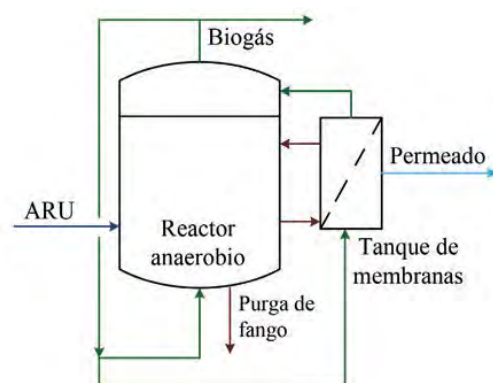 Biogás
Permeado
ARU
Reactor
anaerobio
Tanque de
membranas
Purga de
fango